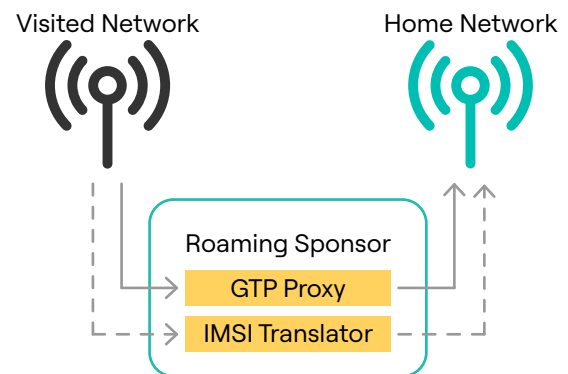 Visited Network
Home Network
Roaming Sponsor
GTP Proxy
IMSI Translator